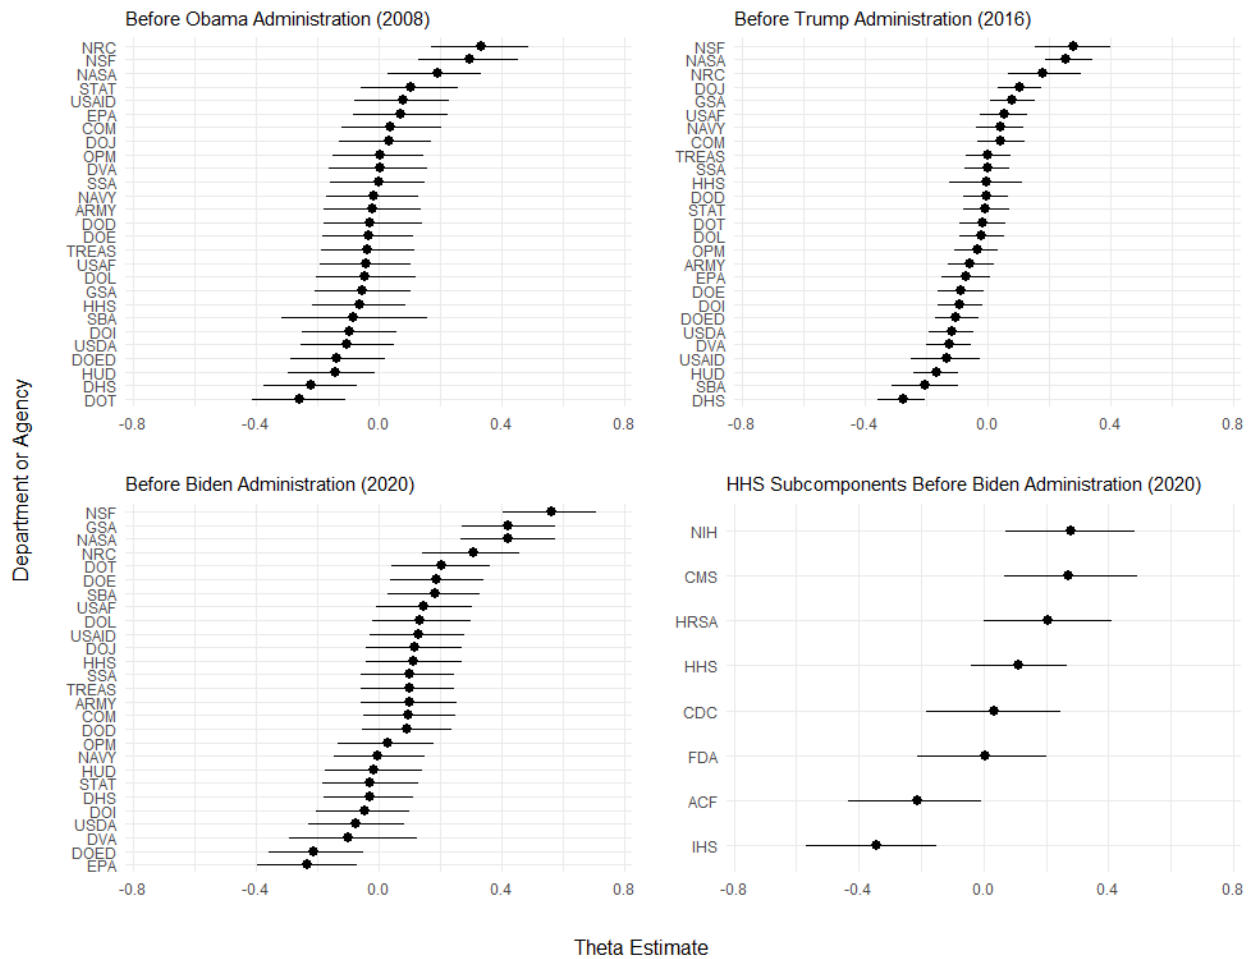 Before Obama Administration (2008)
NRC
NSF
NASA
STAT
USAID
EPA
COM
DOJ
OPM
DVA
SSA
NAVY
ARMY
DOD
DOE
TREAS
USAF
DOL
GSA
HHS
SBA
DOI
USDA
DOED
HUD
DHS
DOT
-0.8 -0.4 0.0 0.4 0.8
Before Trump Administration (2016)
NSF
NASA
NRC
DOJ
GSA
USAF
NAVY
COM
TREAS
SSA
HHS
DOD
STAT
DOT
DOL
OPM
ARMY
EPA
DOE
DOI
DOED
USDA
DVA
USAID
HUD
SBA
DHS
-0.8 -0.4 0.0 0.4 0.8
Department or Agency
Before Biden Administration (2020)
NSF
GSA
NASA
NRC
DOT
DOE
SBA
USAF
DOL
USAID
DOJ
HHS
SSA
TREAS
ARMY
COM
DOD
OPM
NAVY
HUD
STAT
DHS
DOI
USDA
DVA
DOED
EPA
-0.8 -0.4 0.0 0.4 0.8
HHS Subcomponents Before Biden Administration (2020)
NIH
CMS
HRSA
HHS
CDC
FDA
ACF
IHS
-0.8 -0.4 0.0 0.4 0.8
Theta Estimate